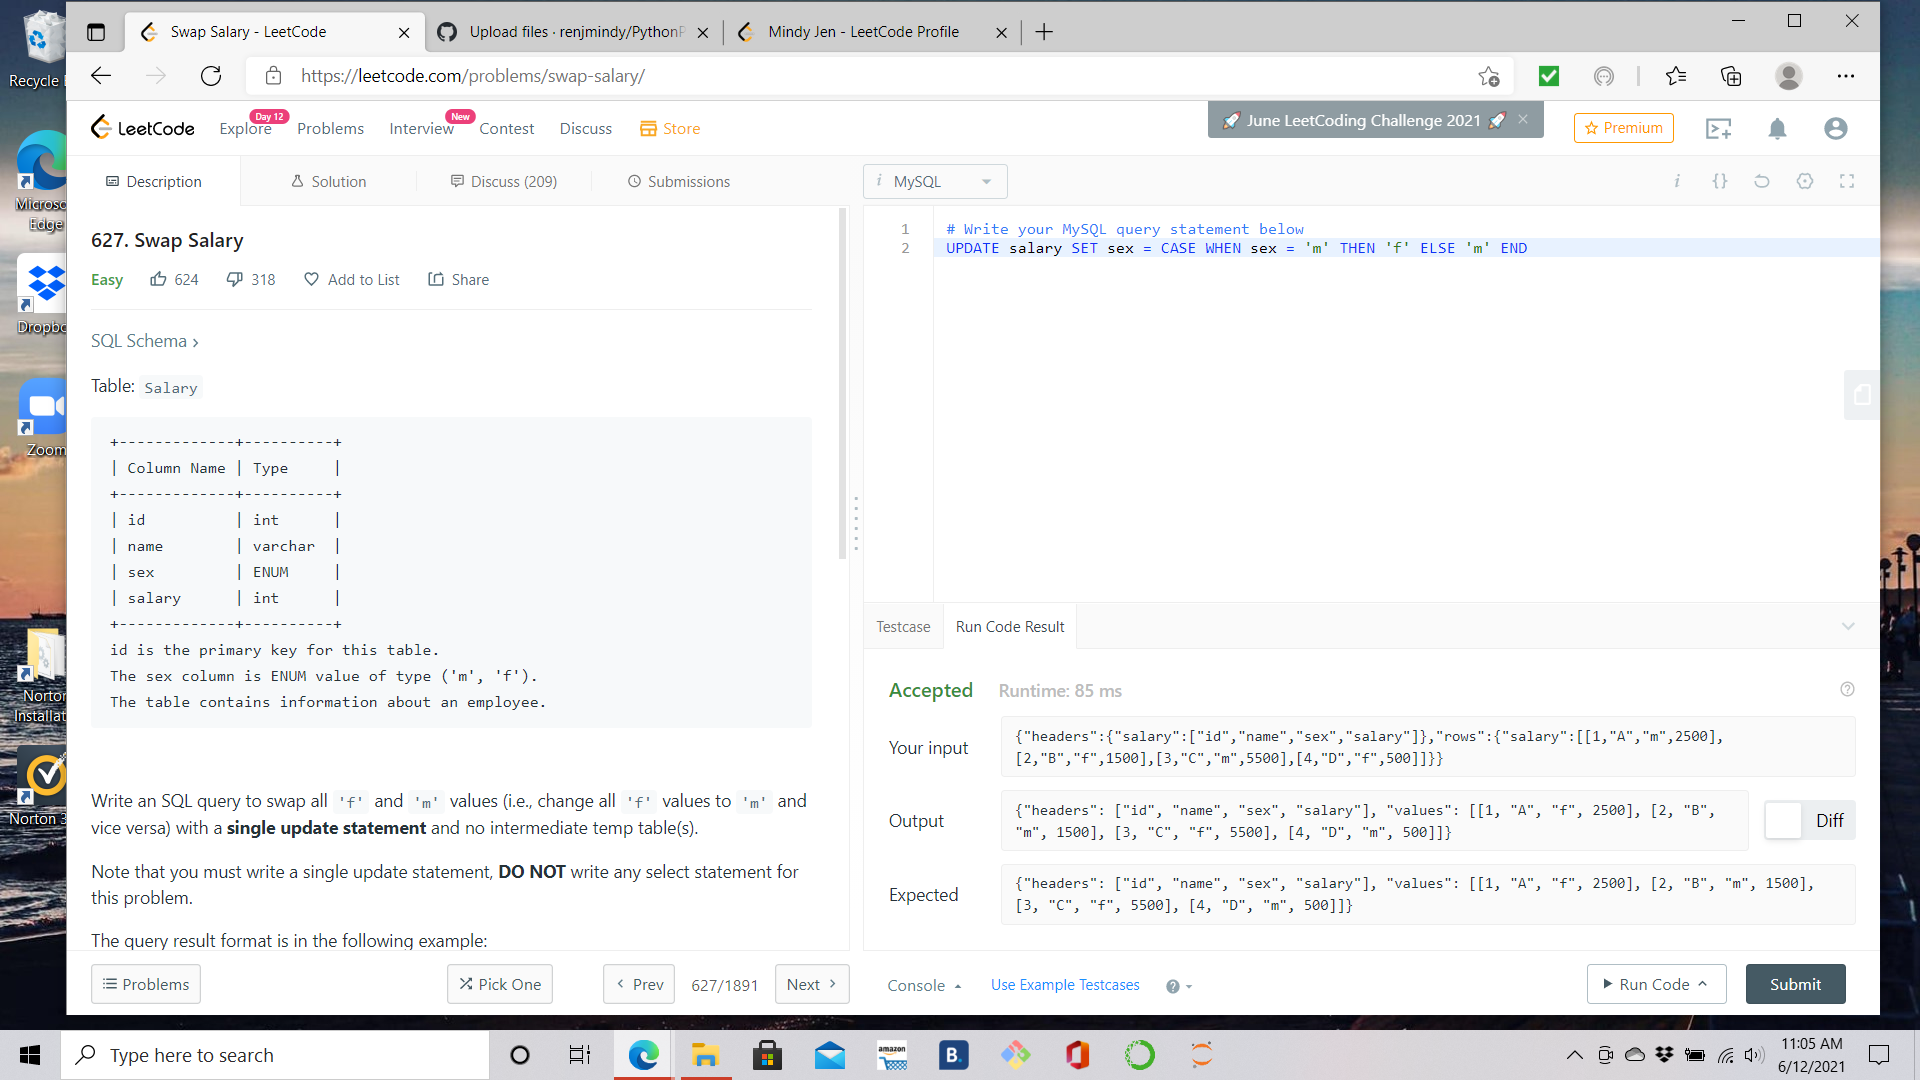 Recycle
Microso
Edge
Dropbo
Zoom
Norton
Installat
Norton 3
Swap Salary - LeetCode
Upload files · renjmindy/PythonP
Mindy Jen - LeetCode Profile
https://leetcode.com/problems/swap-salary/
LeetCode
Explore
Day 12
Problems
Interview
New
Contest
Discuss
Store
🚀 June LeetCoding Challenge 2021 🚀
Premium
Description
Solution
Discuss (209)
Submissions
i MySQL
627. Swap Salary
Easy 624 318 Add to List Share
SQL Schema
Table: Salary
+-------------+----------+
| Column Name | Type     |
+-------------+----------+
| id          | int      |
| name        | varchar  |
| sex         | ENUM     |
| salary      | int      |
+-------------+----------+
id is the primary key for this table.
The sex column is ENUM value of type ('m', 'f').
The table contains information about an employee.
Write an SQL query to swap all 'f' and 'm' values (i.e., change all 'f' values to 'm' and
vice versa) with a single update statement and no intermediate temp table(s).
Note that you must write a single update statement, DO NOT write any select statement for
this problem.
The query result format is in the following example:
Problems
Pick One
Prev
627/1891
Next
1 # Write your MySQL query statement below
2 UPDATE salary SET sex = CASE WHEN sex = 'm' THEN 'f' ELSE 'm' END
Testcase
Run Code Result
Accepted
Runtime: 85 ms
Your input
{"headers":{"salary":["id","name","sex","salary"]},"rows":{"salary":[[1,"A","m",2500],
[2,"B","f",1500],[3,"C","m",5500],[4,"D","f",500]]}}
Output
{"headers": ["id", "name", "sex", "salary"], "values": [[1, "A", "f", 2500], [2, "B",
"m", 1500], [3, "C", "f", 5500], [4, "D", "m", 500]]}
Diff
Expected
{"headers": ["id", "name", "sex", "salary"], "values": [[1, "A", "f", 2500], [2, "B", "m", 1500],
[3, "C", "f", 5500], [4, "D", "m", 500]]}
Console
Use Example Testcases
Run Code
Submit
Type here to search
amazon
B.
11:05 AM
6/12/2021